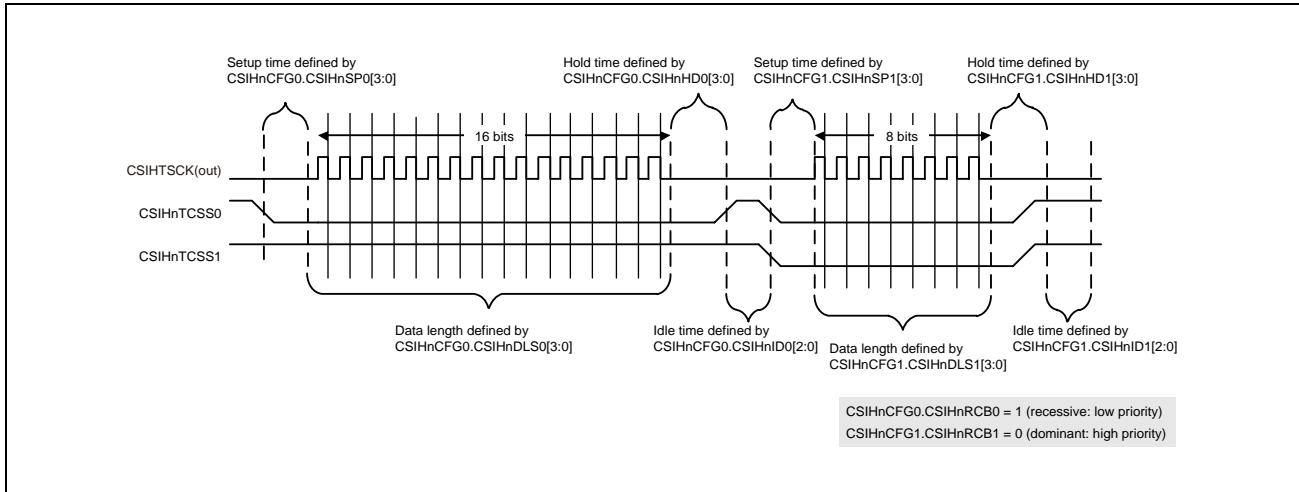 Setup time defined by
CSIHnCFG0.CSIHnSP0[3:0]
Hold time defined by
CSIHnCFG0.CSIHnHD0[3:0]
Setup time defined by
CSIHnCFG1.CSIHnSP1[3:0]
Hold time defined by
CSIHnCFG1.CSIHnHD1[3:0]
16 bits
8 bits
CSIHTSCK(out)
CSIHnTCSS0
CSIHnTCSS1
Data length defined by
CSIHnCFG0.CSIHnDLS0[3:0]
Idle time defined by
CSIHnCFG0.CSIHnID0[2:0]
Data length defined by
CSIHnCFG1.CSIHnDLS1[3:0]
Idle time defined by
CSIHnCFG1.CSIHnID1[2:0]
CSIHnCFG0.CSIHnRCB0 = 1 (recessive: low priority)
CSIHnCFG1.CSIHnRCB1 = 0 (dominant: high priority)